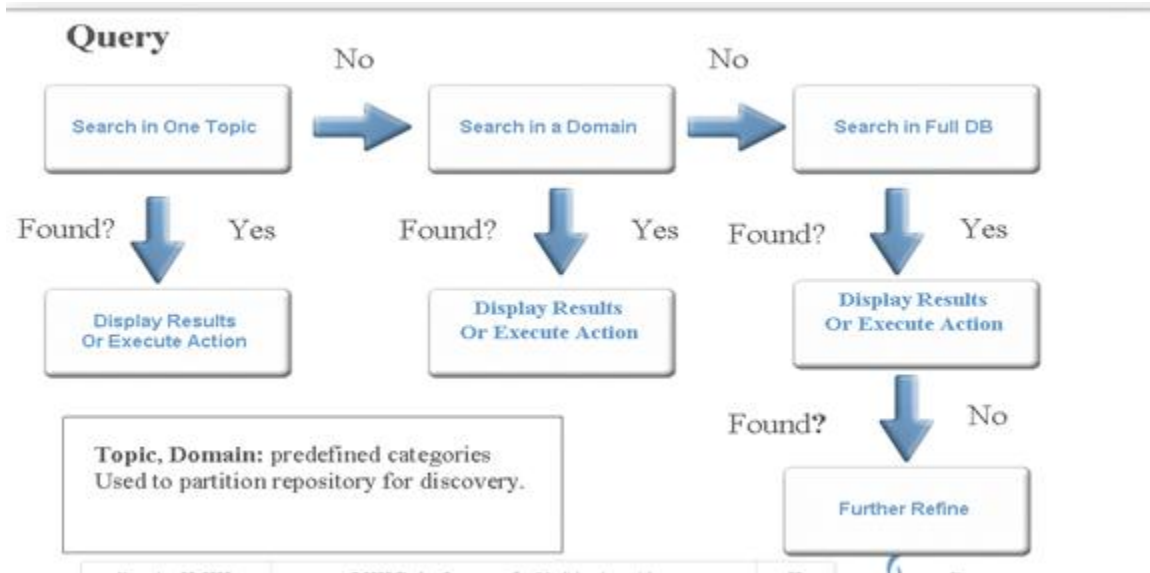 Query
No
No
Search in One Topic
Search in a Domain
Search in Full DB
Found?
Yes
Found?
Yes
Found?
Yes
Display Results
Or Execute Action
Display Results
Or Execute Action
Display Results
Or Execute Action
Found?
No
Topic, Domain: predefined categories
Used to partition repository for discovery.
Further Refine